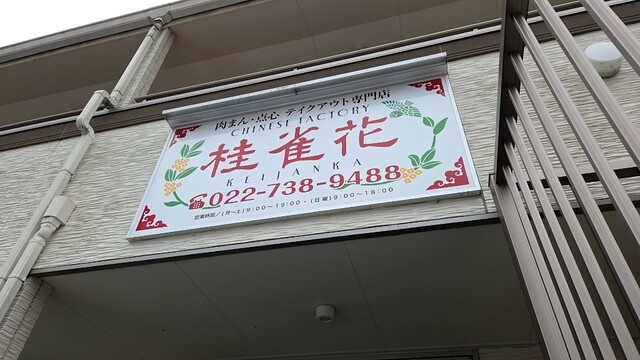 肉まん・点心 テイクアウト専門店
CHINESE FACTORY
桂雀花
KEIJANKA
☎022-738-9488
営業時間／(月〜土)9:00〜19:00・(日曜)9:00〜18:00